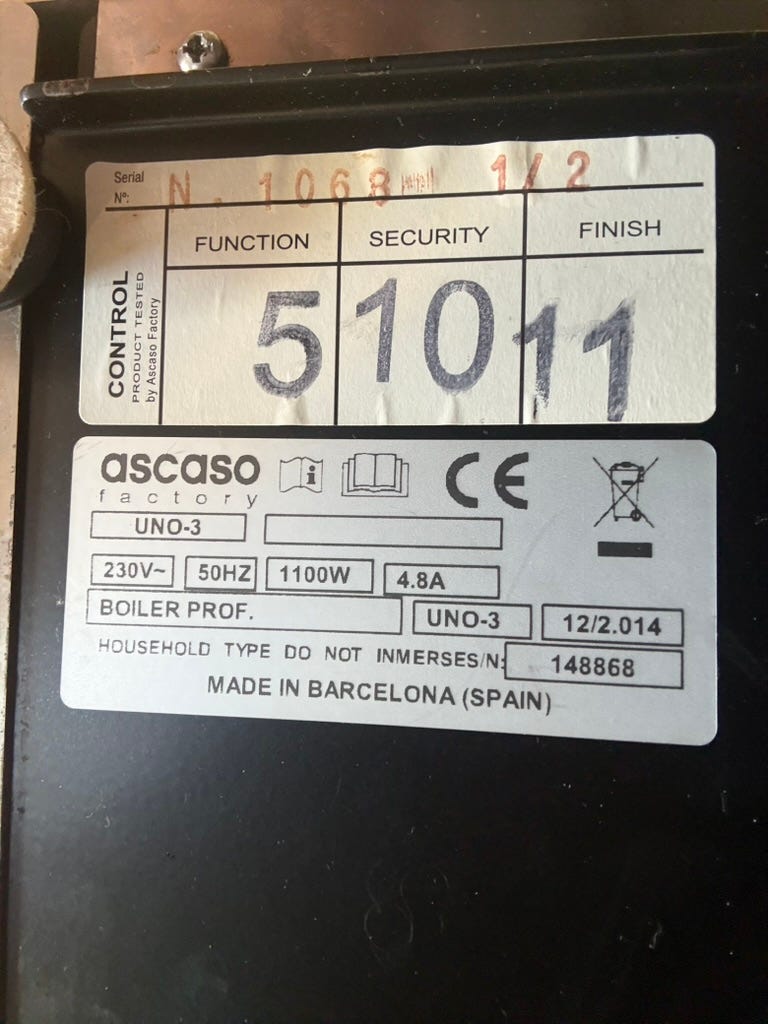 Serial
Nº: N. 1068 1/2
FUNCTION SECURITY FINISH
CONTROL
PRODUCT TESTED
by Ascaso Factory
5 10 11
ascaso
factory
i
CE
UNO-3
230V~ 50HZ 1100W 4.8A
BOILER PROF. UNO-3 12/2.014
HOUSEHOLD TYPE DO NOT INMERSES/N: 148868
MADE IN BARCELONA (SPAIN)